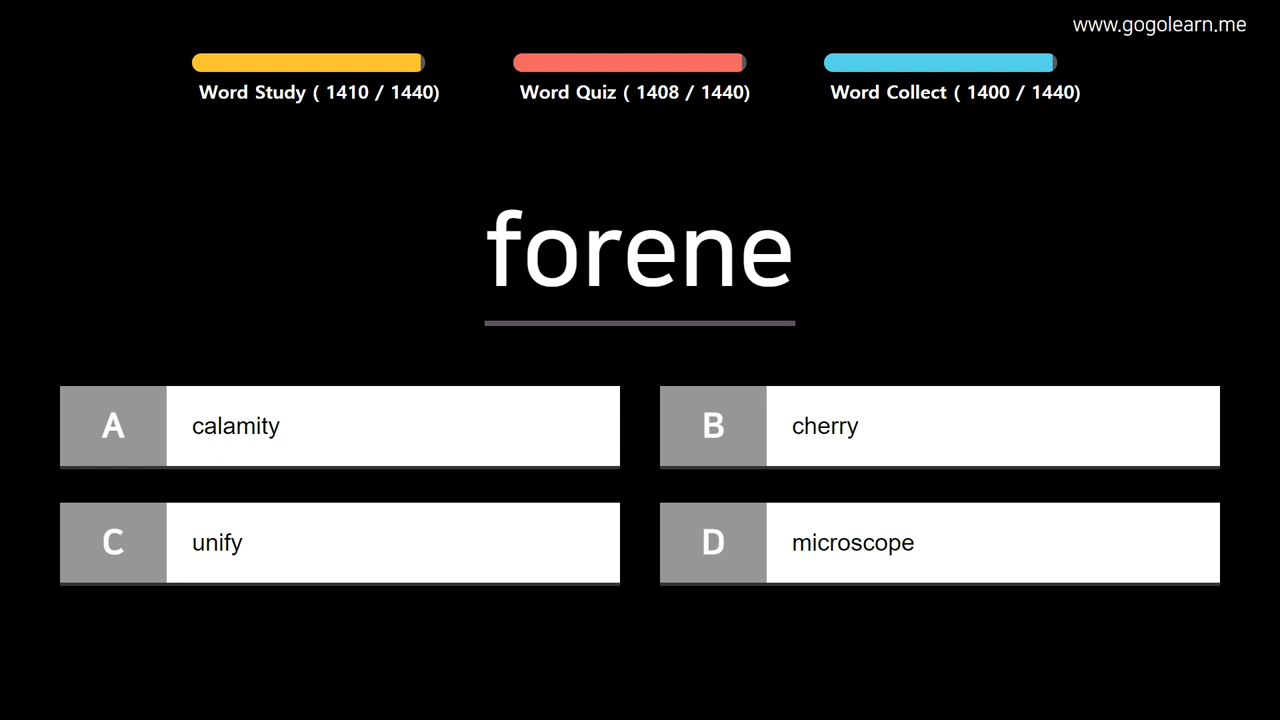 www.gogolearn.me
Word Study ( 1410 / 1440)
Word Quiz ( 1408 / 1440)
Word Collect ( 1400 / 1440)
forene
A calamity
B cherry
C unify
D microscope